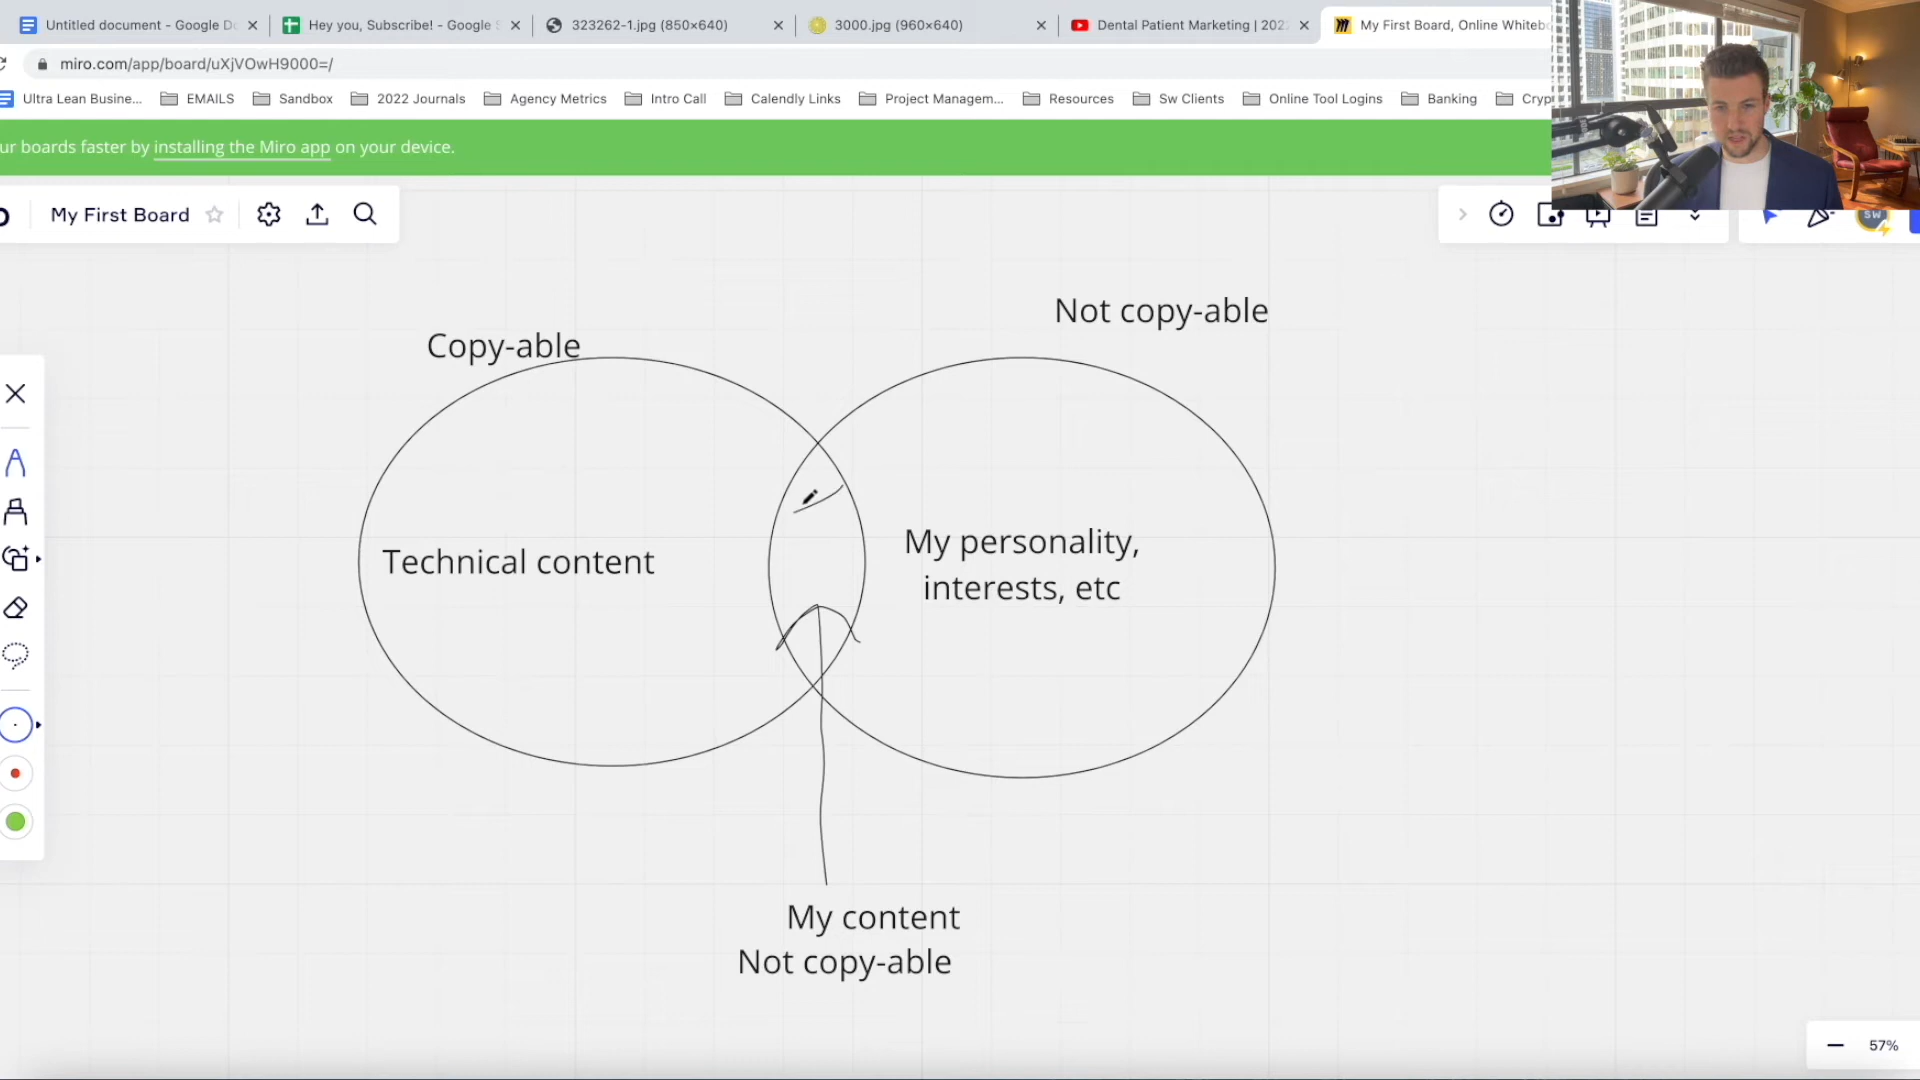 Untitled document - Google Do
Hey you, Subscribe! - Google S
323262-1.jpg (850×640)
3000.jpg (960×640)
Dental Patient Marketing | 202
My First Board, Online Whitebo
miro.com/app/board/uXjVOwH9000=/
Ultra Lean Busine...
EMAILS
Sandbox
2022 Journals
Agency Metrics
Intro Call
Calendly Links
Project Managem...
Resources
Sw Clients
Online Tool Logins
Banking
Cryp
ur boards faster by installing the Miro app on your device.
My First Board
SW
Not copy-able
Copy-able
Technical content
My personality,
interests, etc
My content
Not copy-able
57%